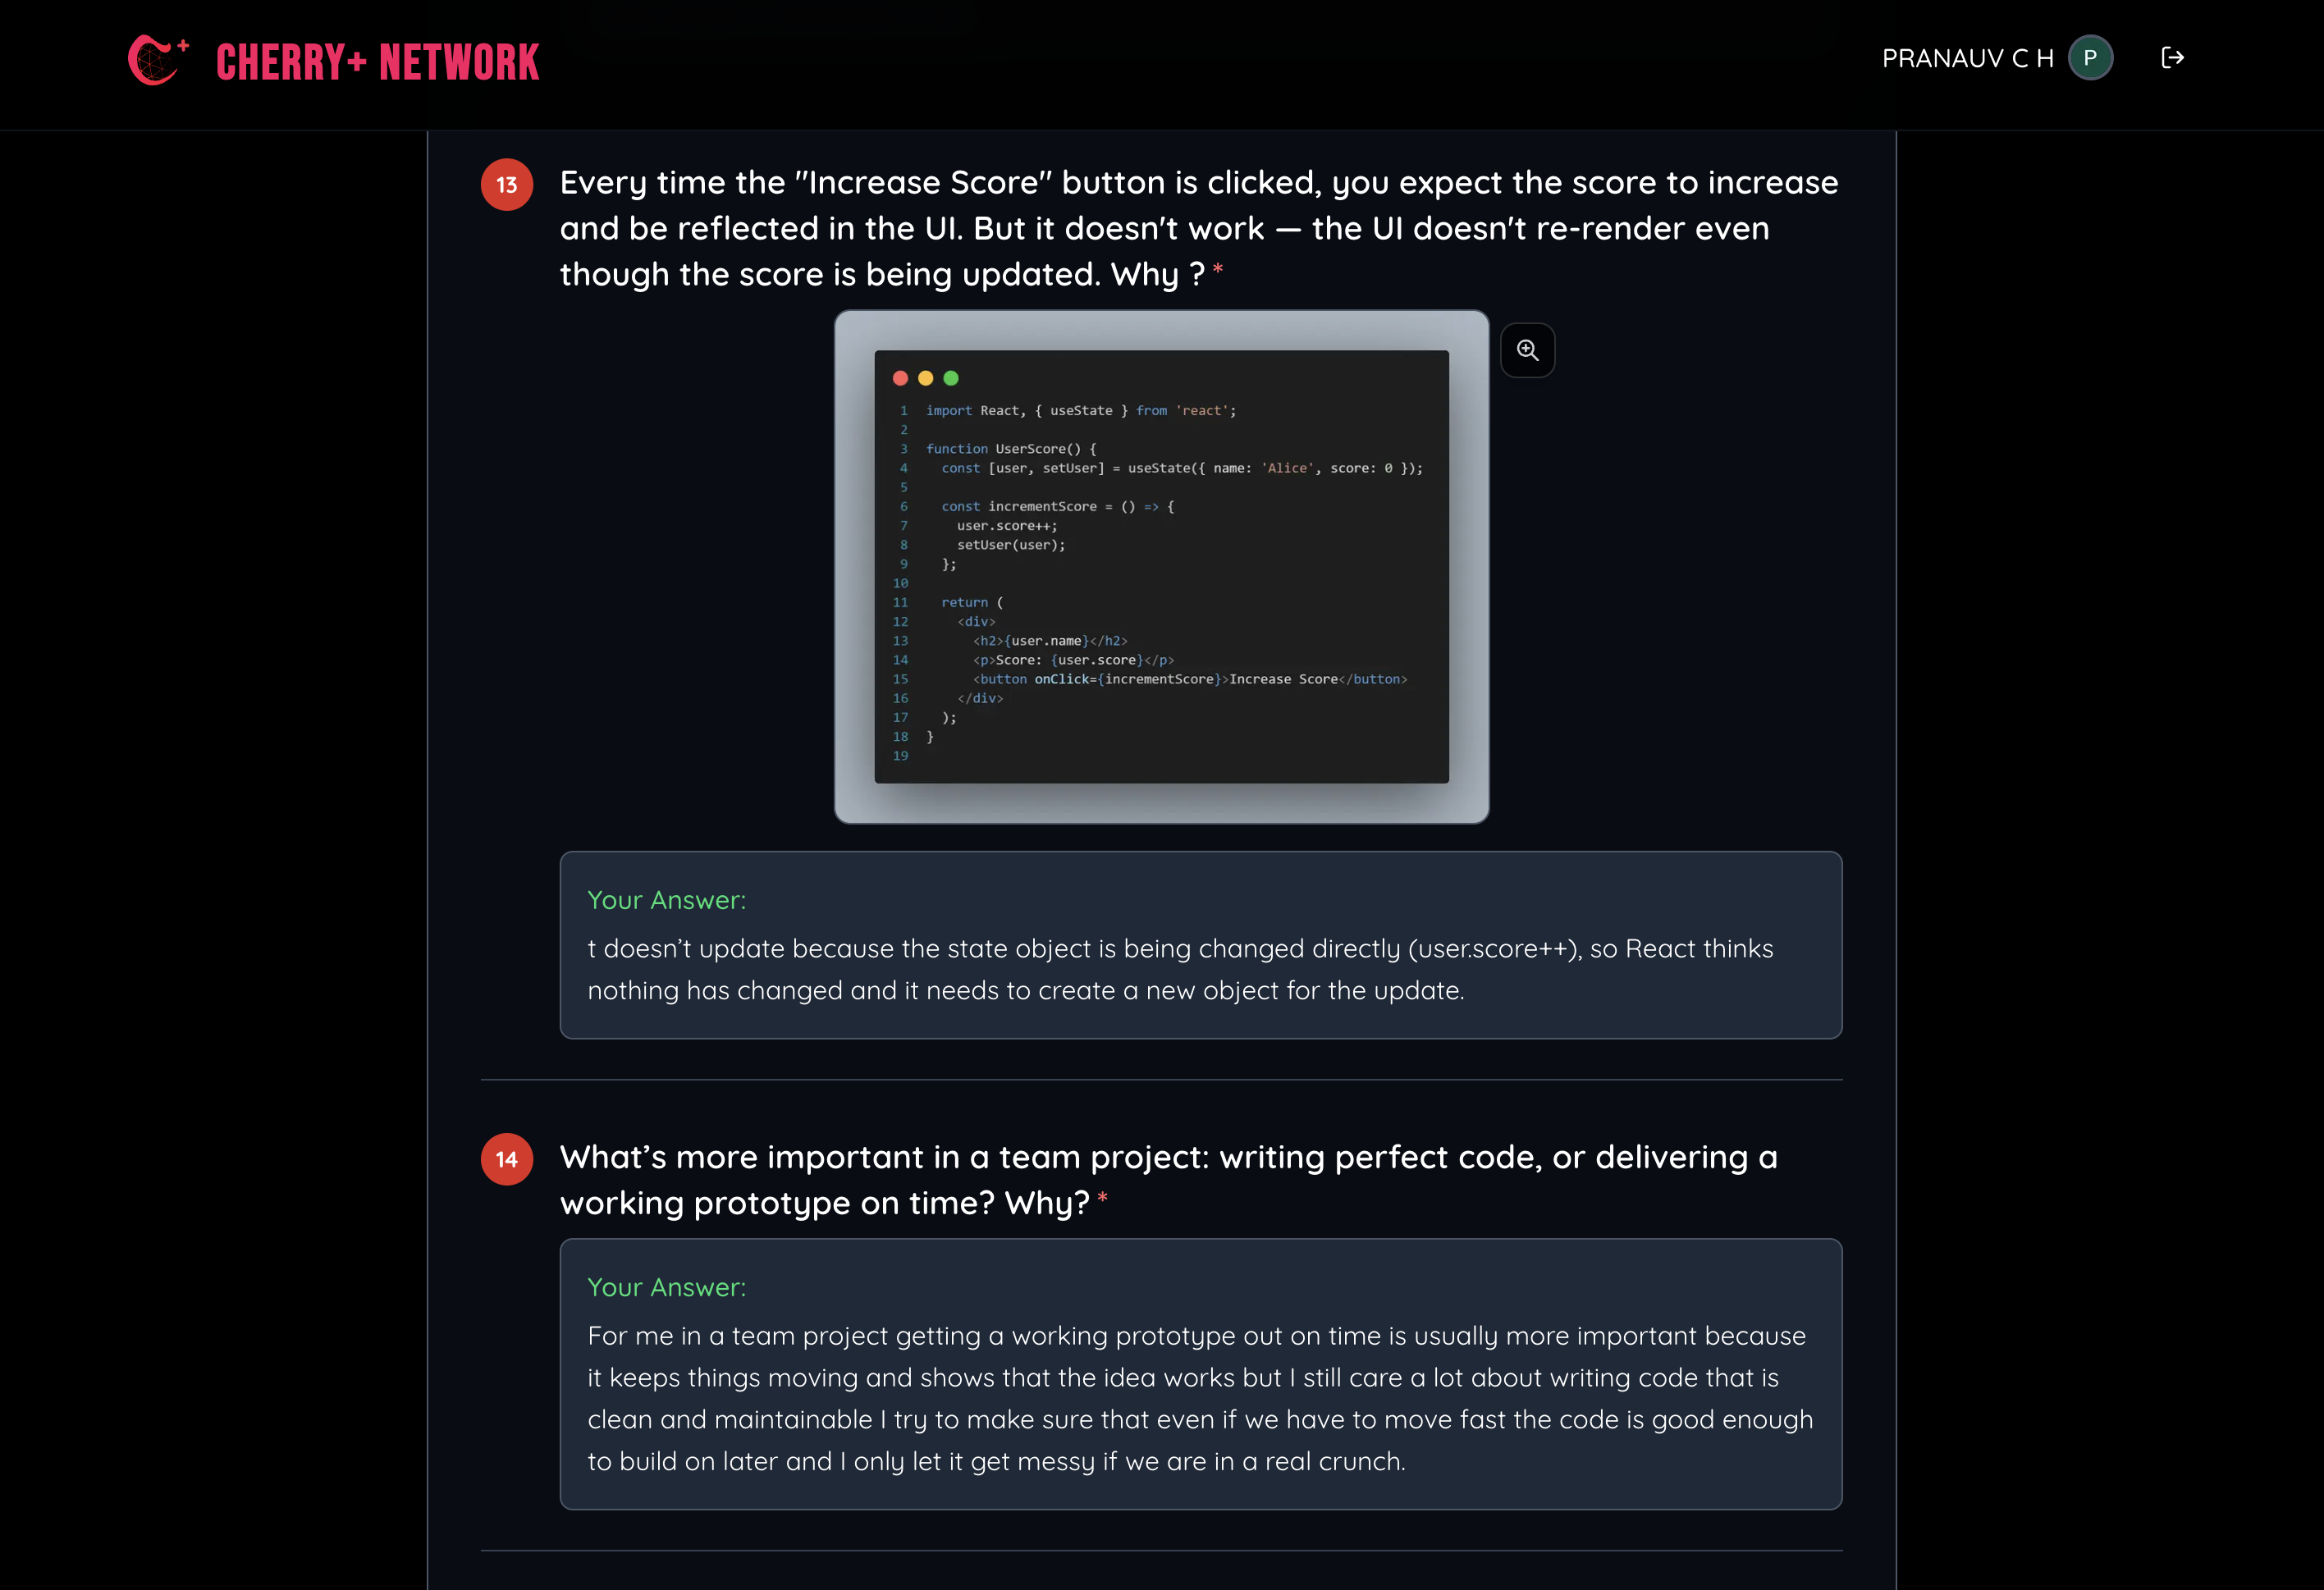 CHERRY+ NETWORK
PRANAUV C H P
13 Every time the "Increase Score" button is clicked, you expect the score to increase
and be reflected in the UI. But it doesn't work — the UI doesn't re-render even
though the score is being updated. Why ? *
1 import React, { useState } from 'react';
2
3 function UserScore() {
4 const [user, setUser] = useState({ name: 'Alice', score: 0 });
5
6 const incrementScore = () => {
7 user.score++;
8 setUser(user);
9 };
10
11 return (
12 <div>
13 <h2>{user.name}</h2>
14 <p>Score: {user.score}</p>
15 <button onClick={incrementScore}>Increase Score</button>
16 </div>
17 );
18 }
19
Your Answer:
t doesn’t update because the state object is being changed directly (user.score++), so React thinks
nothing has changed and it needs to create a new object for the update.
14 What’s more important in a team project: writing perfect code, or delivering a
working prototype on time? Why? *
Your Answer:
For me in a team project getting a working prototype out on time is usually more important because
it keeps things moving and shows that the idea works but I still care a lot about writing code that is
clean and maintainable I try to make sure that even if we have to move fast the code is good enough
to build on later and I only let it get messy if we are in a real crunch.